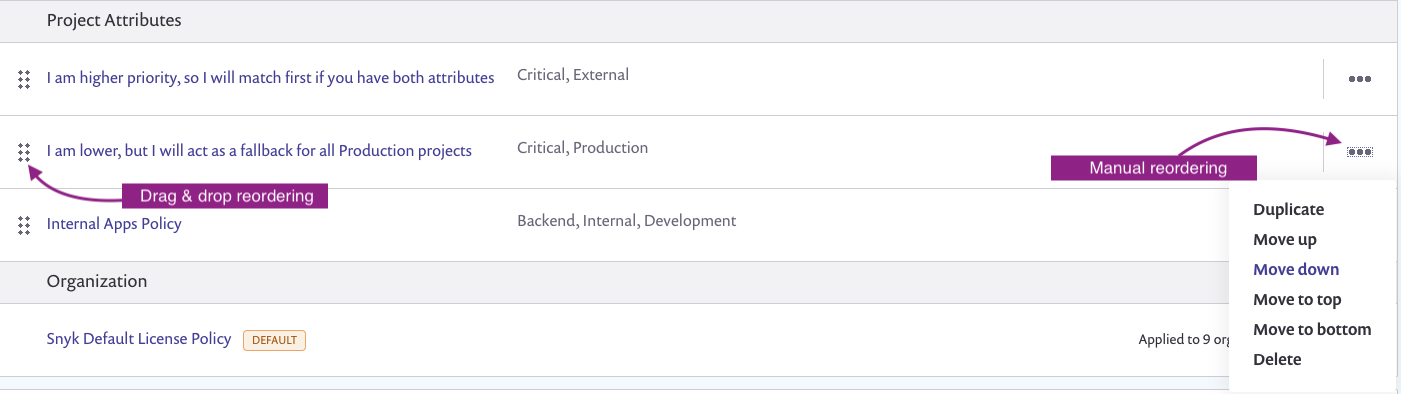 Project Attributes
I am higher priority, so I will match first if you have both attributes
Critical, External
I am lower, but I will act as a fallback for all Production projects
Critical, Production
Manual reordering
Drag & drop reordering
Internal Apps Policy
Backend, Internal, Development
Duplicate
Move up
Move down
Move to top
Move to bottom
Delete
Organization
Snyk Default License Policy
DEFAULT
Applied to 9